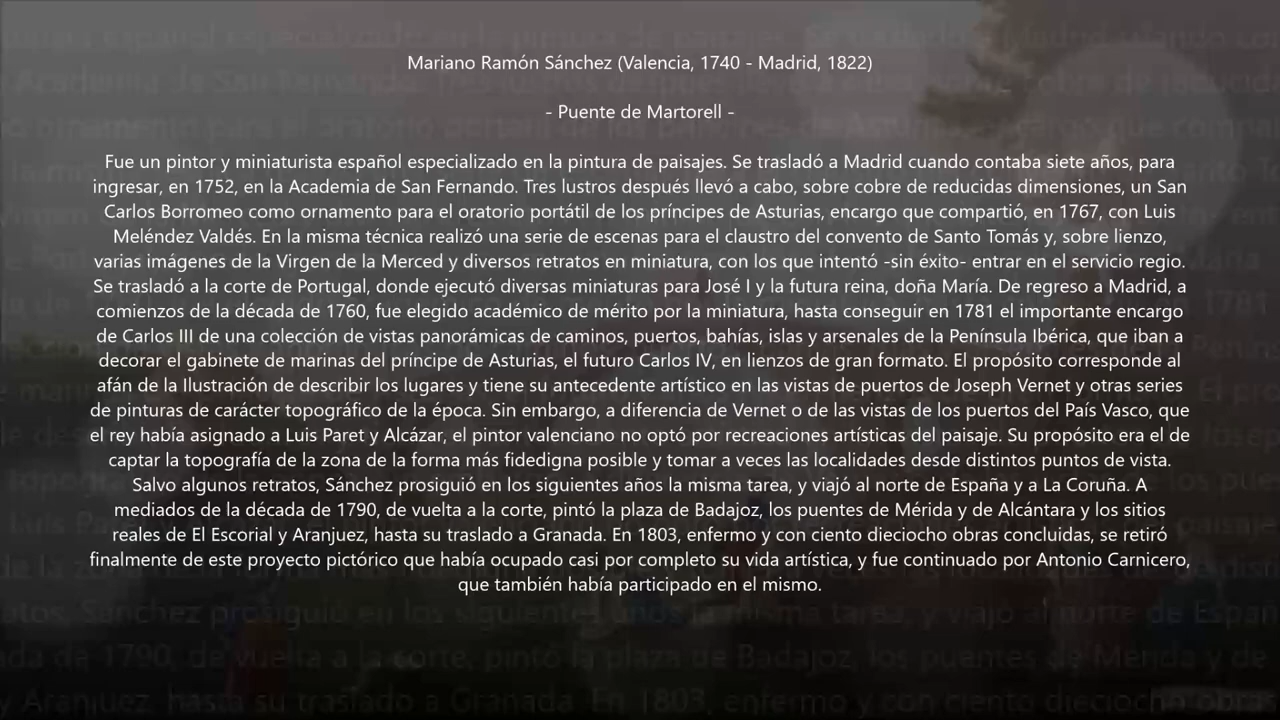 Mariano Ramón Sánchez (Valencia, 1740 - Madrid, 1822)
- Puente de Martorell -
Fue un pintor y miniaturista español especializado en la pintura de paisajes. Se trasladó a Madrid cuando contaba siete años, para
ingresar, en 1752, en la Academia de San Fernando. Tres lustros después llevó a cabo, sobre cobre de reducidas dimensiones, un San
Carlos Borromeo como ornamento para el oratorio portátil de los príncipes de Asturias, encargo que compartió, en 1767, con Luis
Meléndez Valdés. En la misma técnica realizó una serie de escenas para el claustro del convento de Santo Tomás y, sobre lienzo,
varias imágenes de la Virgen de la Merced y diversos retratos en miniatura, con los que intentó -sin éxito- entrar en el servicio regio.
Se trasladó a la corte de Portugal, donde ejecutó diversas miniaturas para José I y la futura reina, doña María. De regreso a Madrid, a
comienzos de la década de 1760, fue elegido académico de mérito por la miniatura, hasta conseguir en 1781 el importante encargo
de Carlos III de una colección de vistas panorámicas de caminos, puertos, bahías, islas y arsenales de la Península Ibérica, que iban a
decorar el gabinete de marinas del príncipe de Asturias, el futuro Carlos IV, en lienzos de gran formato. El propósito corresponde al
afán de la Ilustración de describir los lugares y tiene su antecedente artístico en las vistas de puertos de Joseph Vernet y otras series
de pinturas de carácter topográfico de la época. Sin embargo, a diferencia de Vernet o de las vistas de los puertos del País Vasco, que
el rey había asignado a Luis Paret y Alcázar, el pintor valenciano no optó por recreaciones artísticas del paisaje. Su propósito era el de
captar la topografía de la zona de la forma más fidedigna posible y tomar a veces las localidades desde distintos puntos de vista.
Salvo algunos retratos, Sánchez prosiguió en los siguientes años la misma tarea, y viajó al norte de España y a La Coruña. A
mediados de la década de 1790, de vuelta a la corte, pintó la plaza de Badajoz, los puentes de Mérida y de Alcántara y los sitios
reales de El Escorial y Aranjuez, hasta su traslado a Granada. En 1803, enfermo y con ciento dieciocho obras concluidas, se retiró
finalmente de este proyecto pictórico que había ocupado casi por completo su vida artística, y fue continuado por Antonio Carnicero,
que también había participado en el mismo.